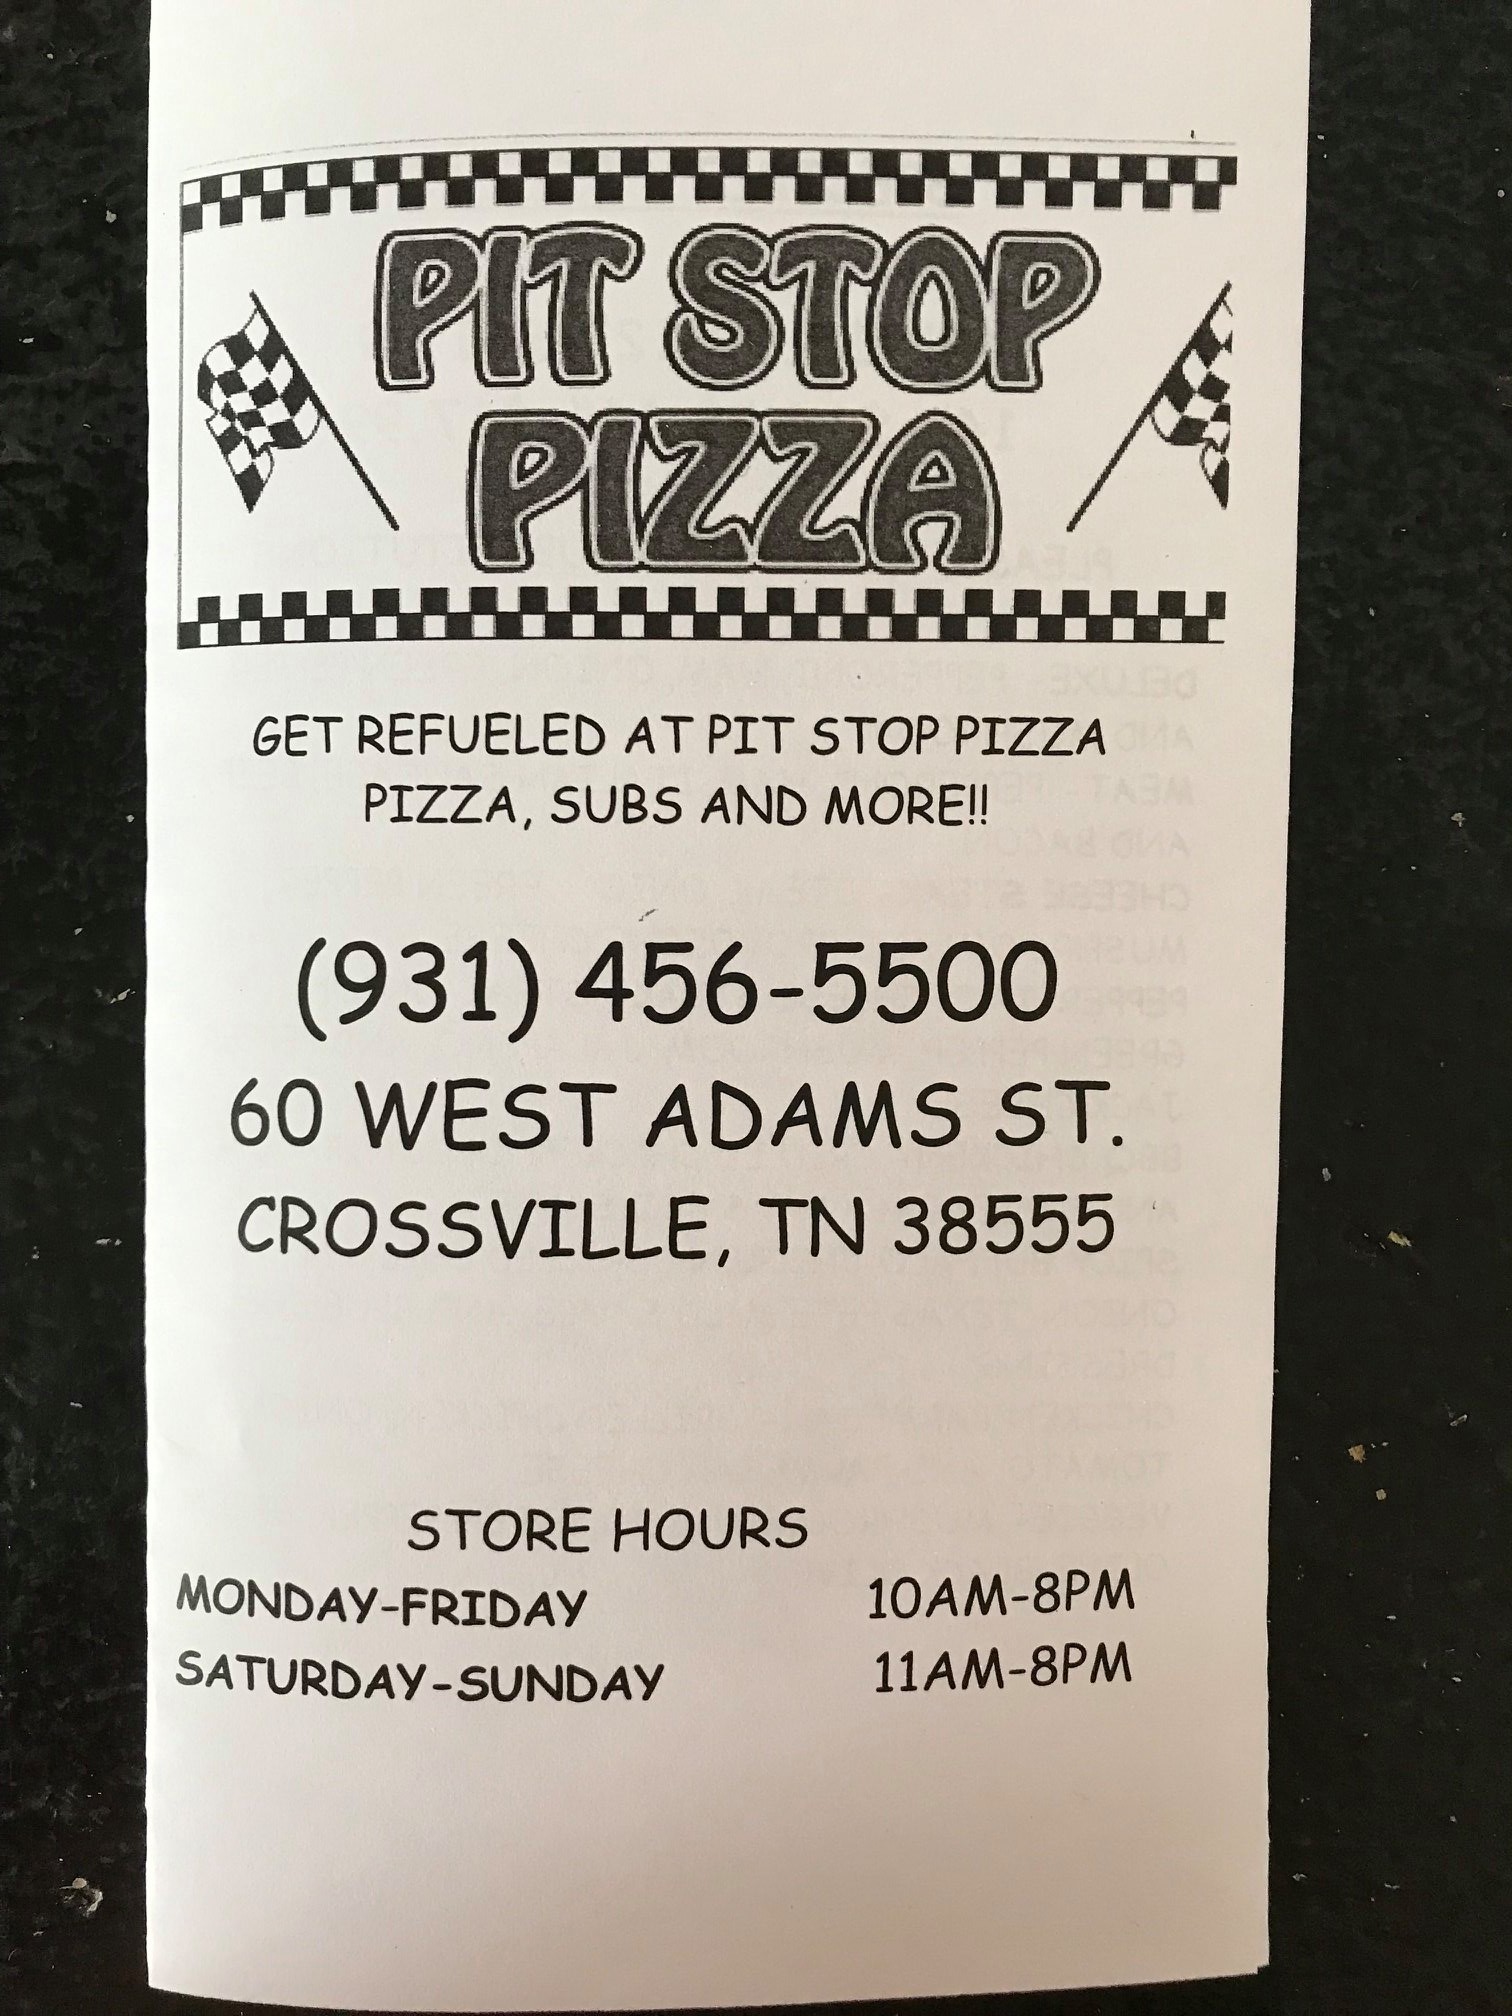 PIT STOP
PIZZA
GET REFUELED AT PIT STOP PIZZA
PIZZA, SUBS AND MORE!!
(931) 456-5500
60 WEST ADAMS ST.
CROSSVILLE, TN 38555
STORE HOURS
MONDAY-FRIDAY 10AM-8PM
SATURDAY-SUNDAY 11AM-8PM